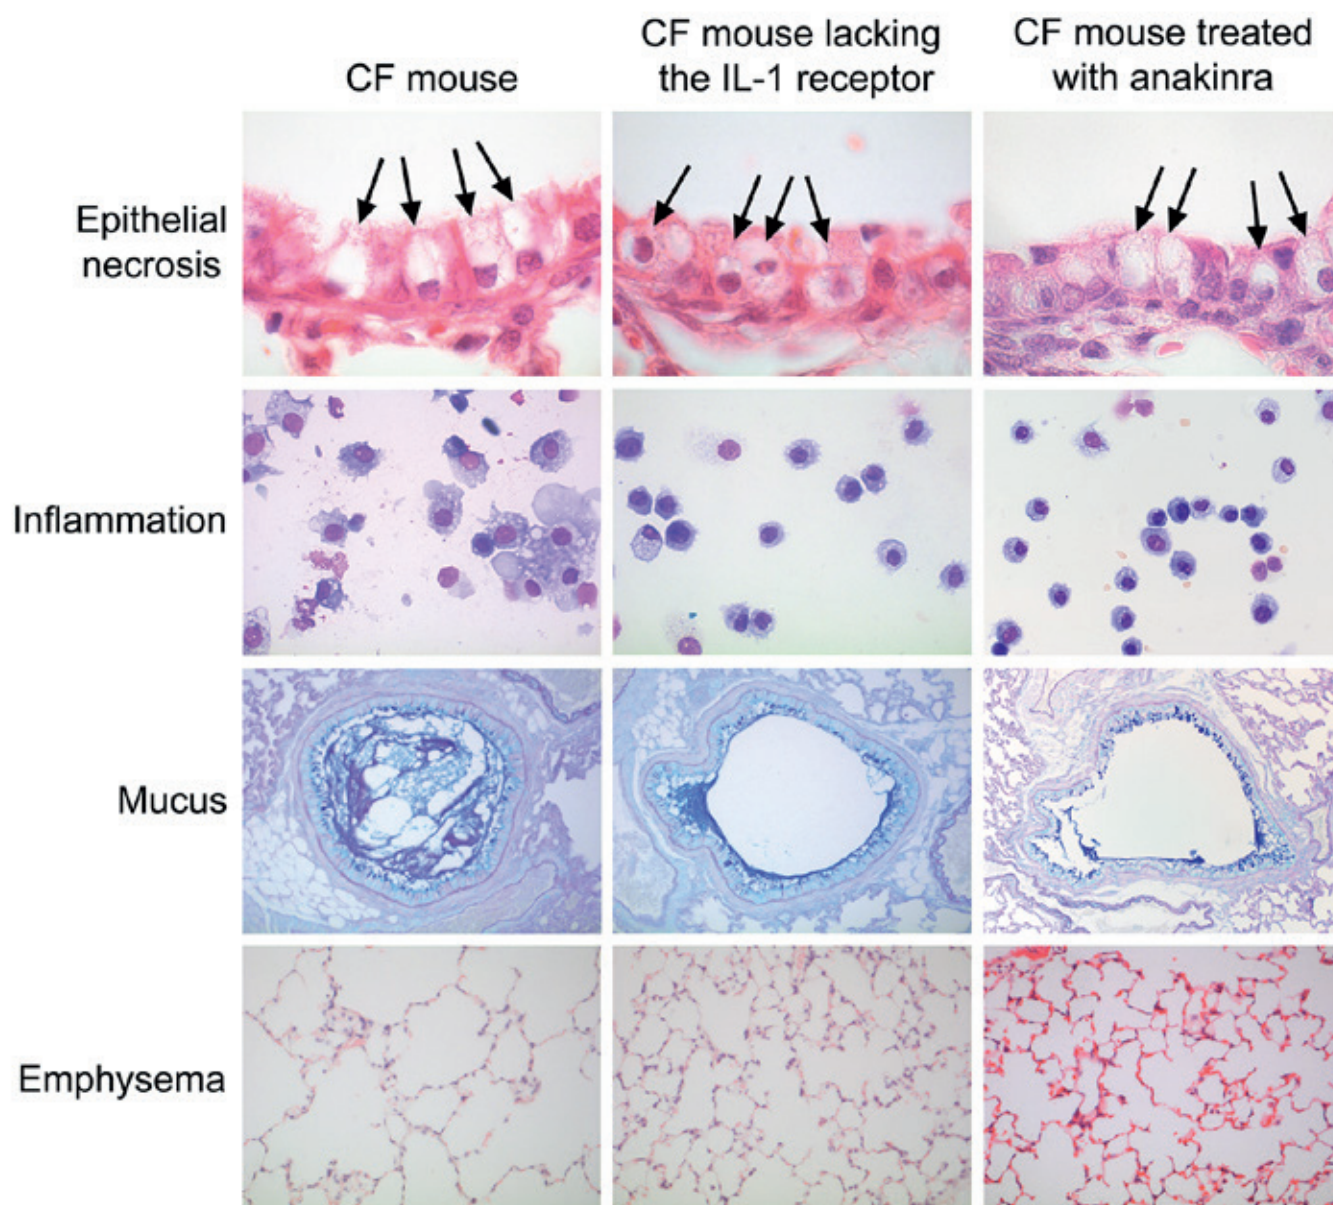 CF mouse
CF mouse lacking
the IL-1 receptor
CF mouse treated
with anakinra
Epithelial
necrosis
Inflammation
Mucus
Emphysema